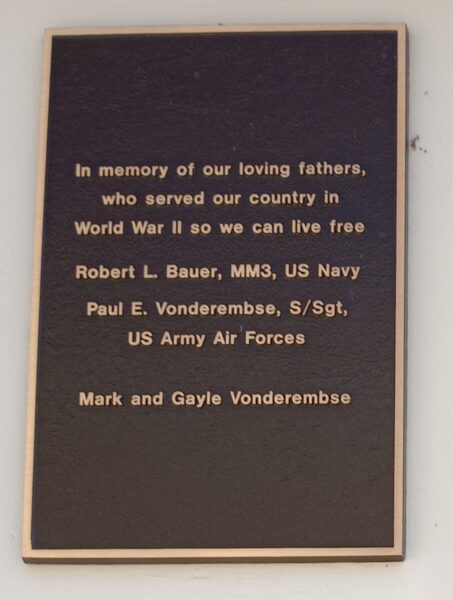 In memory of our loving fathers,
who served our country in
World War II so we can live free
Robert L. Bauer, MM3, US Navy
Paul E. Vonderembse, S/Sgt,
US Army Air Forces
Mark and Gayle Vonderembse